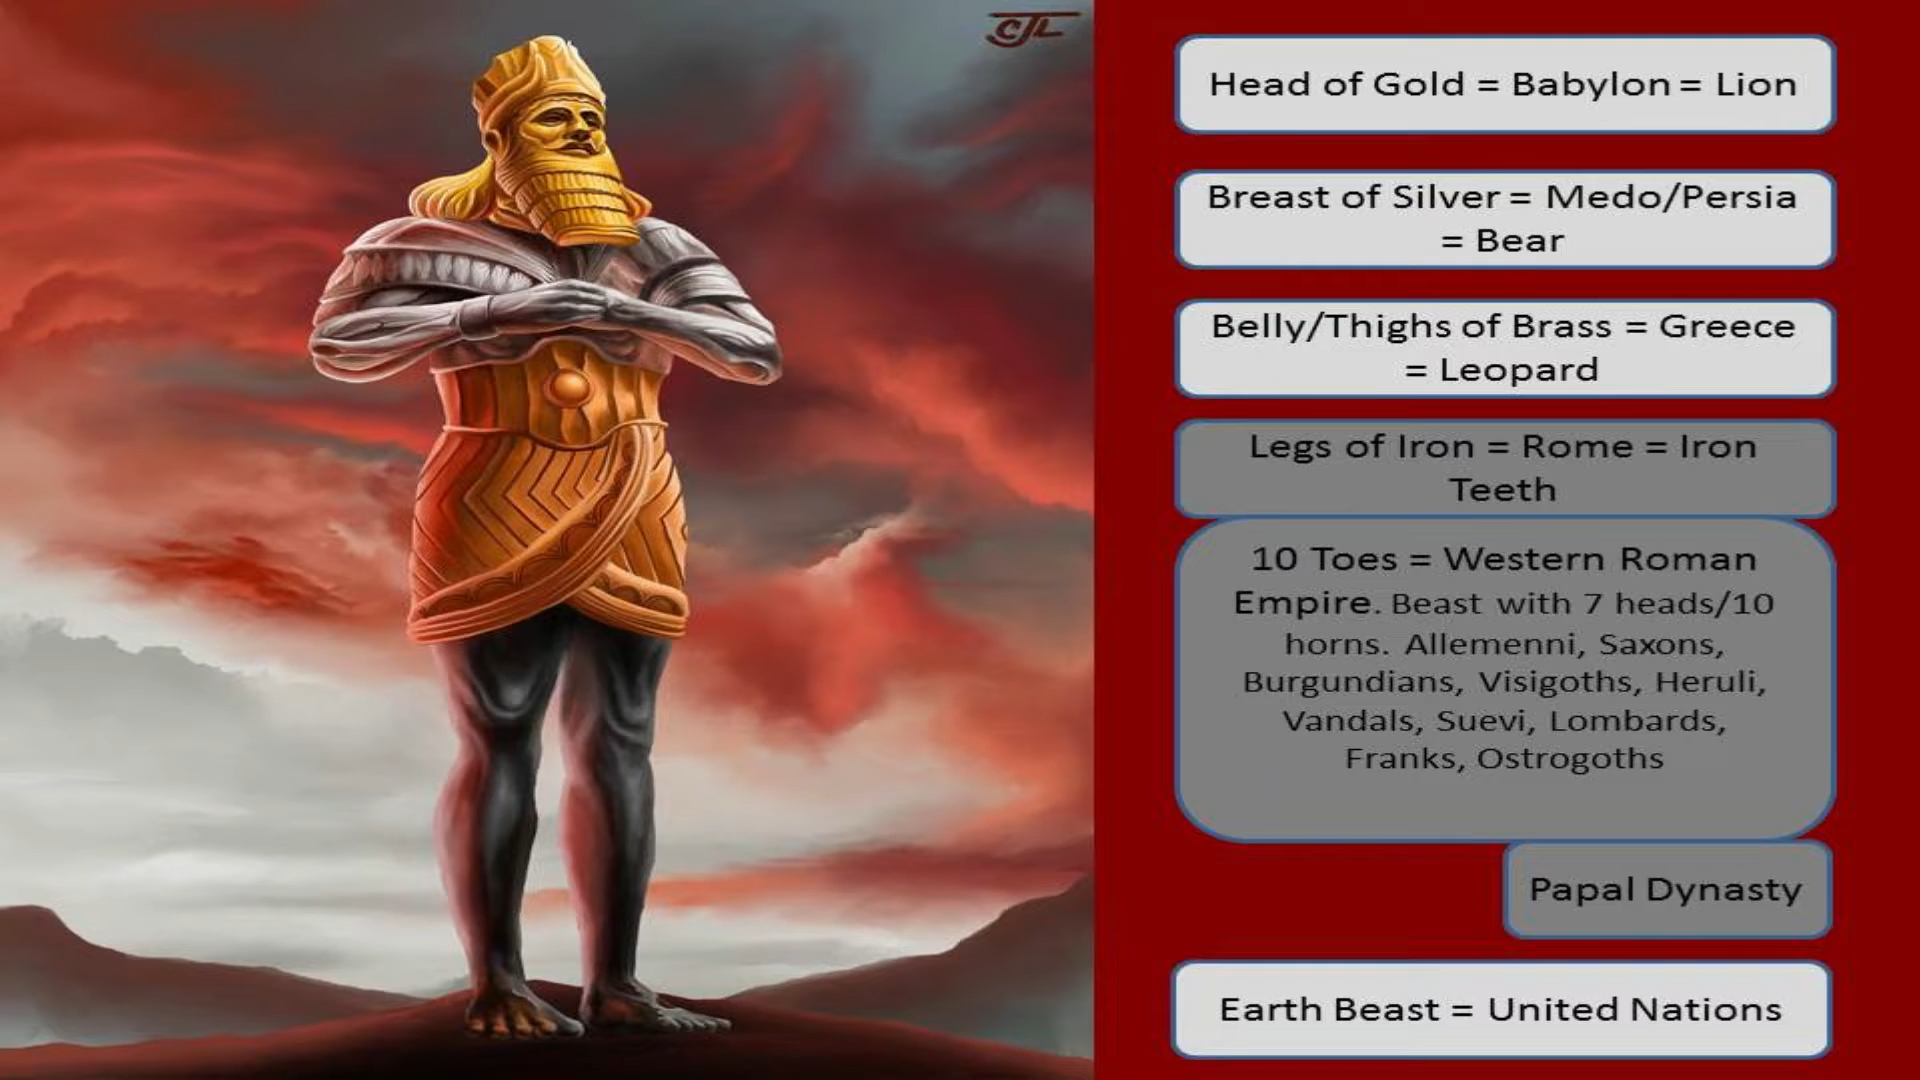 CJL
Head of Gold = Babylon = Lion
Breast of Silver = Medo/Persia
= Bear
Belly/Thighs of Brass = Greece
= Leopard
Legs of Iron = Rome = Iron
Teeth
10 Toes = Western Roman
Empire. Beast with 7 heads/10
horns. Allemenni, Saxons,
Burgundians, Visigoths, Heruli,
Vandals, Suevi, Lombards,
Franks, Ostrogoths
Papal Dynasty
Earth Beast = United Nations